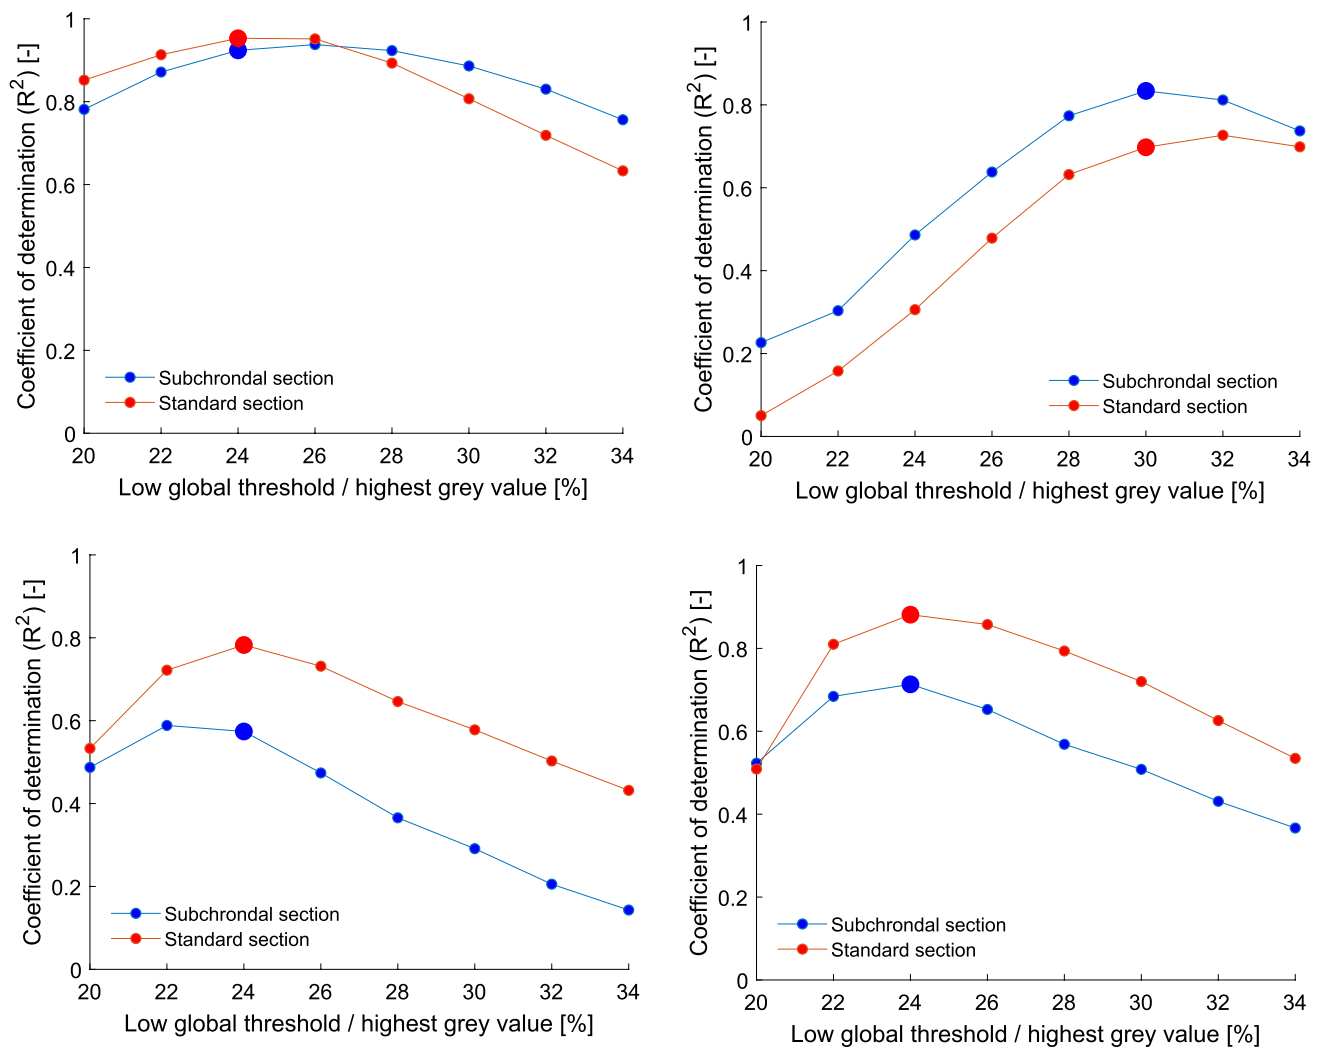 1
0.8
0.6
0.4
0.2
0
20 22 24 26 28 30 32 34
Coefficient of determination (R²) [-]
Low global threshold / highest grey value [%]
Subchrondal section
Standard section
1
0.8
0.6
0.4
0.2
0
20 22 24 26 28 30 32 34
Coefficient of determination (R²) [-]
Low global threshold / highest grey value [%]
Subchrondal section
Standard section
1
0.8
0.6
0.4
0.2
0
20 22 24 26 28 30 32 34
Coefficient of determination (R²) [-]
Low global threshold / highest grey value [%]
Subchrondal section
Standard section
1
0.8
0.6
0.4
0.2
0
20 22 24 26 28 30 32 34
Coefficient of determination (R²) [-]
Low global threshold / highest grey value [%]
Subchrondal section
Standard section